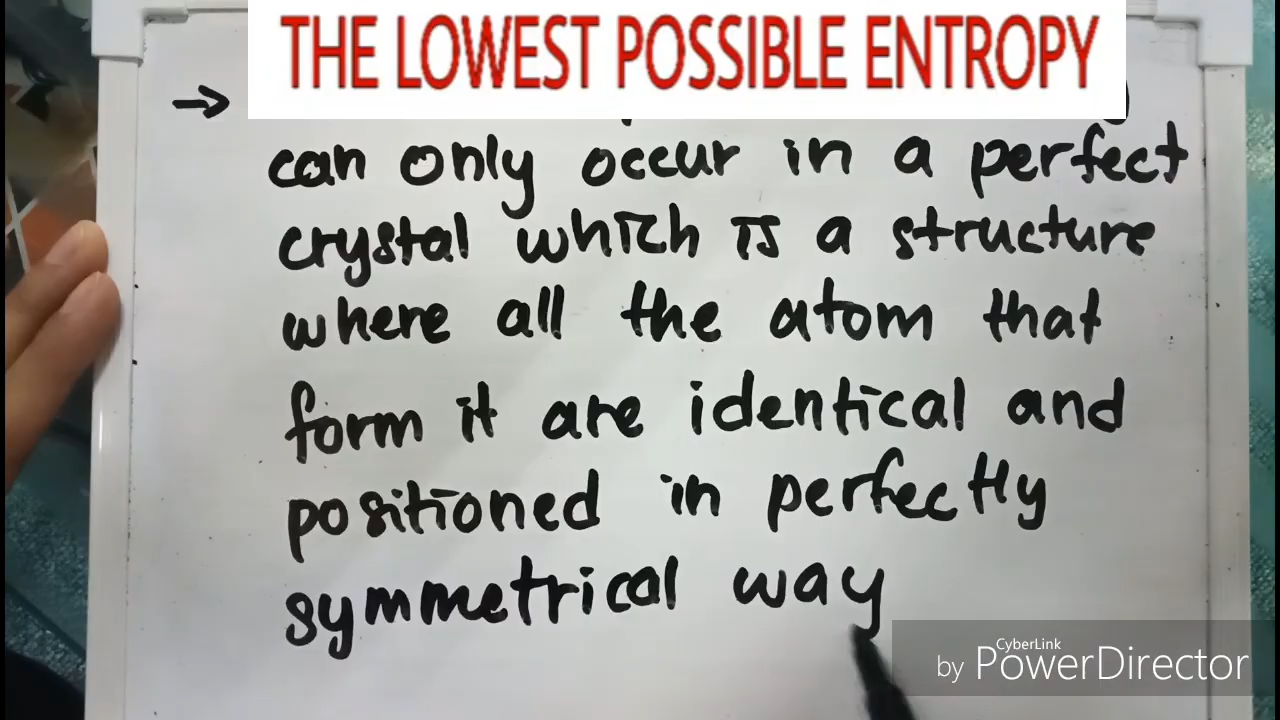 THE LOWEST POSSIBLE ENTROPY
→
can only occur in a perfect
crystal which is a structure
where all the atom that
form it are identical and
positioned in perfectly
symmetrical way
CyberLink
by PowerDirector